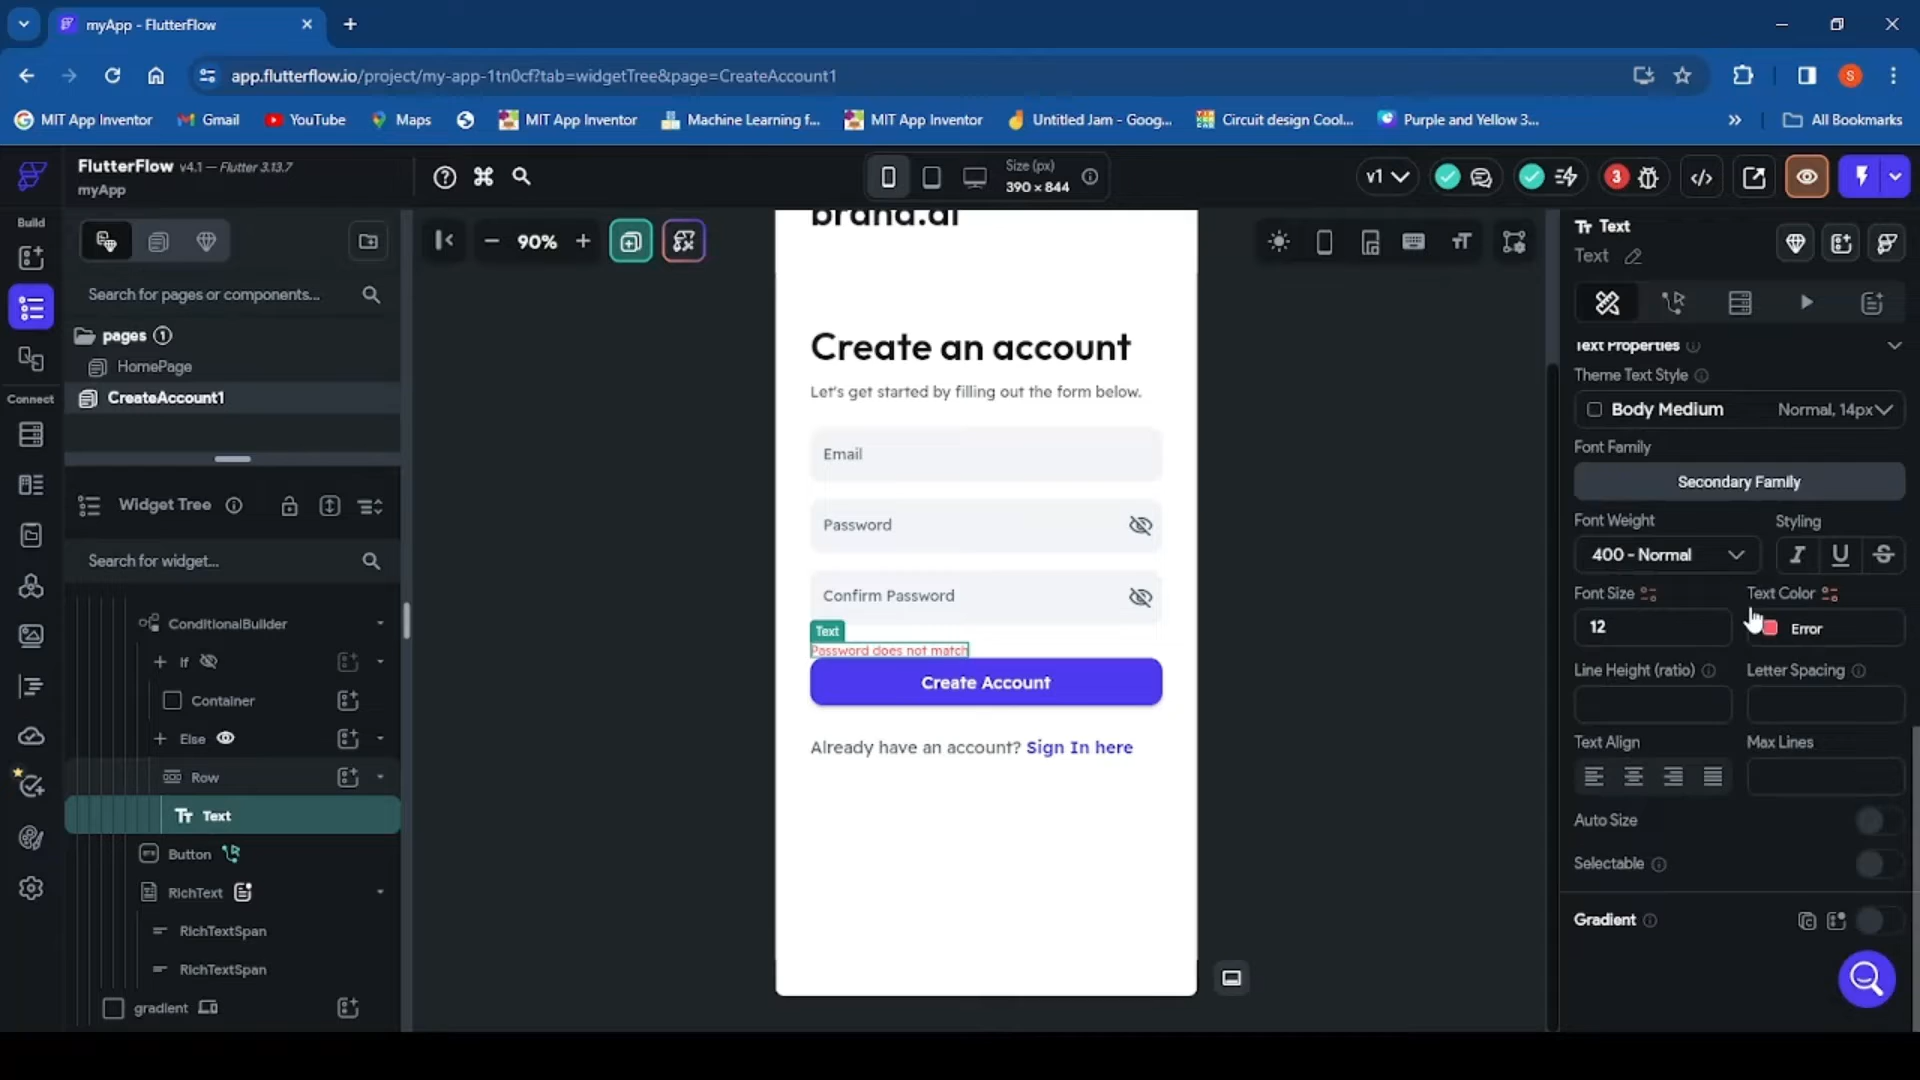 myApp - FlutterFlow
app.flutterflow.io/project/my-app-1tn0cf?tab=widgetTree&page=CreateAccount1
MIT App Inventor
Gmail
YouTube
Maps
MIT App Inventor
Machine Learning f...
MIT App Inventor
Untitled Jam - Goog...
Circuit design Cool...
Purple and Yellow 3...
All Bookmarks
FlutterFlow v4.1 — Flutter 3.13.7
myApp
Size (px)
390 × 844
v1
3
Build
Connect
90%
Search for pages or components...
pages 1
HomePage
CreateAccount1
Widget Tree
Search for widget...
ConditionalBuilder
If
Container
Else
Row
Text
Button
RichText
RichTextSpan
RichTextSpan
gradient
brand.ai
Create an account
Let's get started by filling out the form below.
Email
Password
Confirm Password
Text
Password does not match
Create Account
Already have an account? Sign In here
Text
Text
Text Properties
Theme Text Style
Body Medium Normal, 14px
Font Family
Secondary Family
Font Weight Styling
400 - Normal
Font Size Text Color
12 Error
Line Height (ratio) Letter Spacing
Text Align Max Lines
Auto Size
Selectable
Gradient